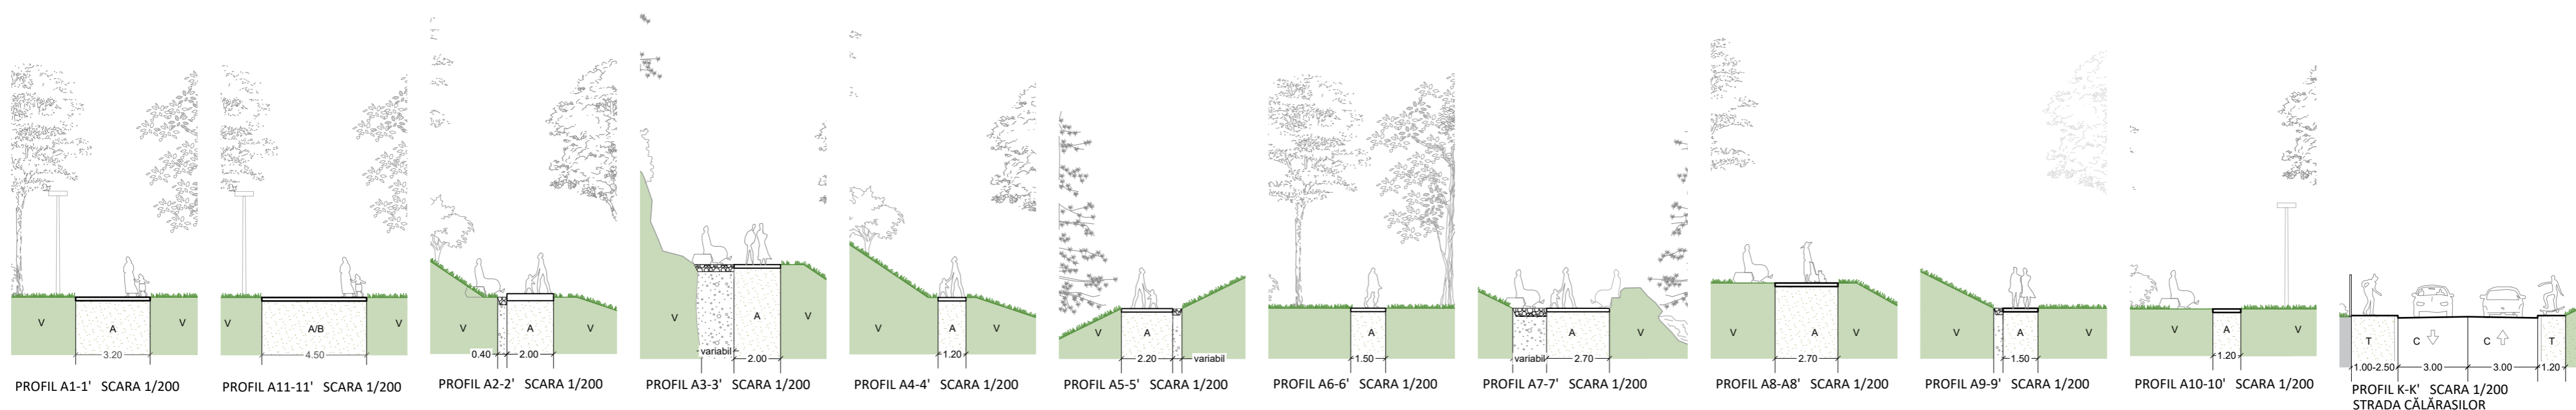 V A V
3.20
PROFIL A1-1' SCARA 1/200
V A/B V
4.50
PROFIL A11-11' SCARA 1/200
V A V
0.40 2.00
PROFIL A2-2' SCARA 1/200
V A V
variabil 2.00
PROFIL A3-3' SCARA 1/200
V A V
1.20
PROFIL A4-4' SCARA 1/200
V A V
2.20 variabil
PROFIL A5-5' SCARA 1/200
V A V
1.50
PROFIL A6-6' SCARA 1/200
A V
variabil 2.70
PROFIL A7-7' SCARA 1/200
V A V
2.70
PROFIL A8-A8' SCARA 1/200
V A V
1.50
PROFIL A9-9' SCARA 1/200
V A V
1.20
PROFIL A10-10' SCARA 1/200
T C C T
1.00-2.50 3.00 3.00 1.20
PROFIL K-K' SCARA 1/200
STRADA CĂLĂRASILOR